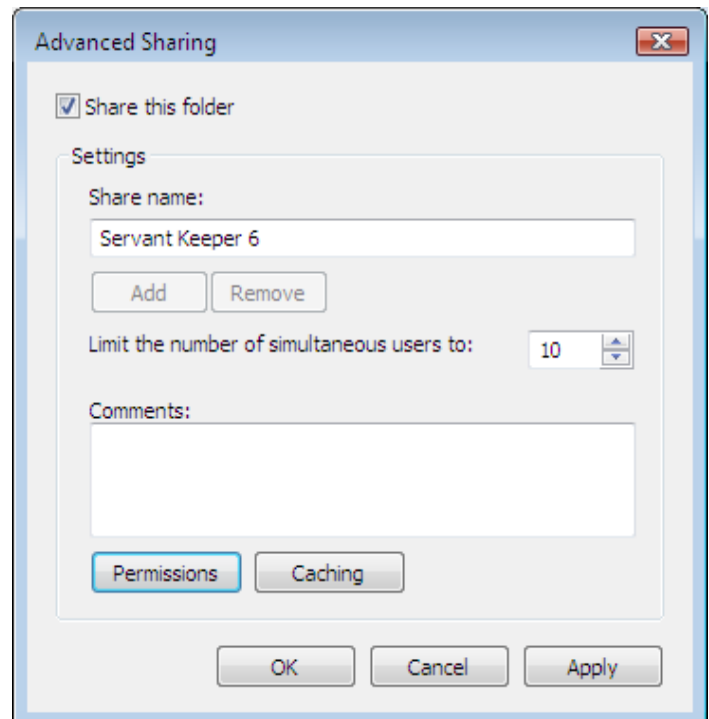 Advanced Sharing
Share this folder
Settings
Share name:
Servant Keeper 6
Add Remove
Limit the number of simultaneous users to: 10
Comments:
Permissions Caching
OK Cancel Apply